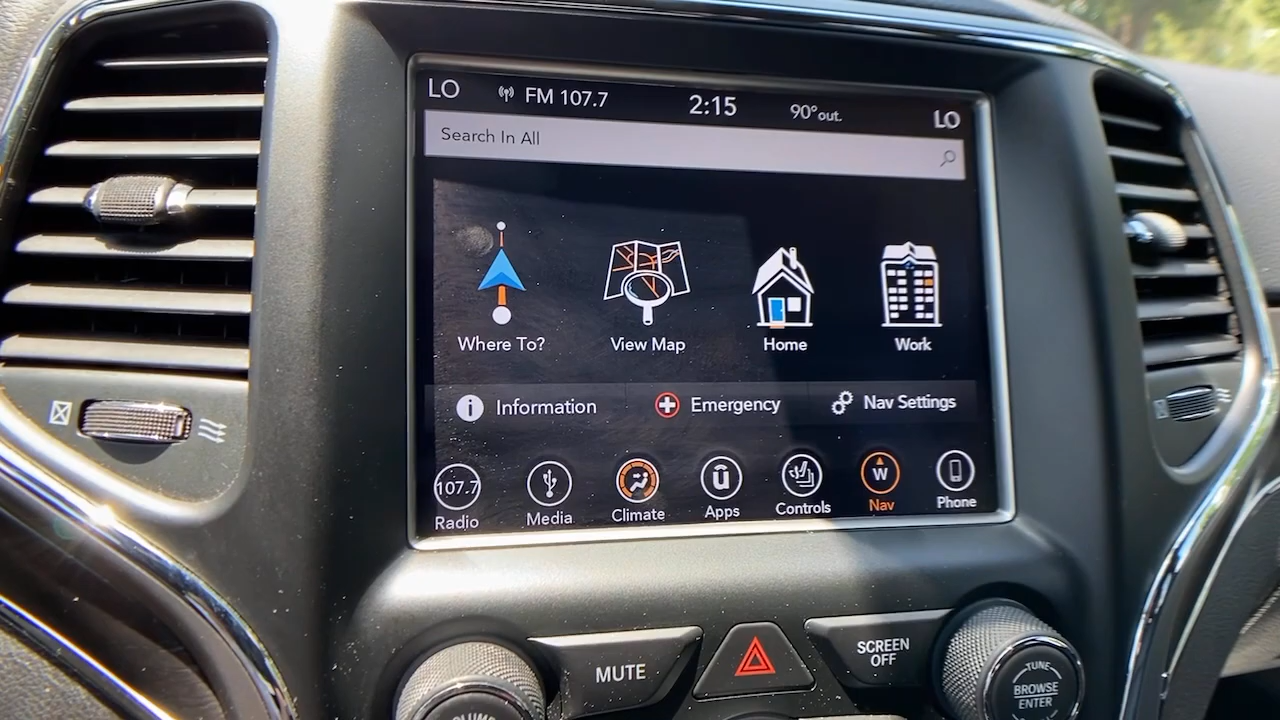 LO FM 107.7 2:15 90°out. LO
Search In All
Where To? View Map Home Work
Information Emergency Nav Settings
107.7 W
Radio Media Climate Apps Controls Nav Phone
MUTE SCREEN
OFF
TUNE
BROWSE
ENTER
VOLUME